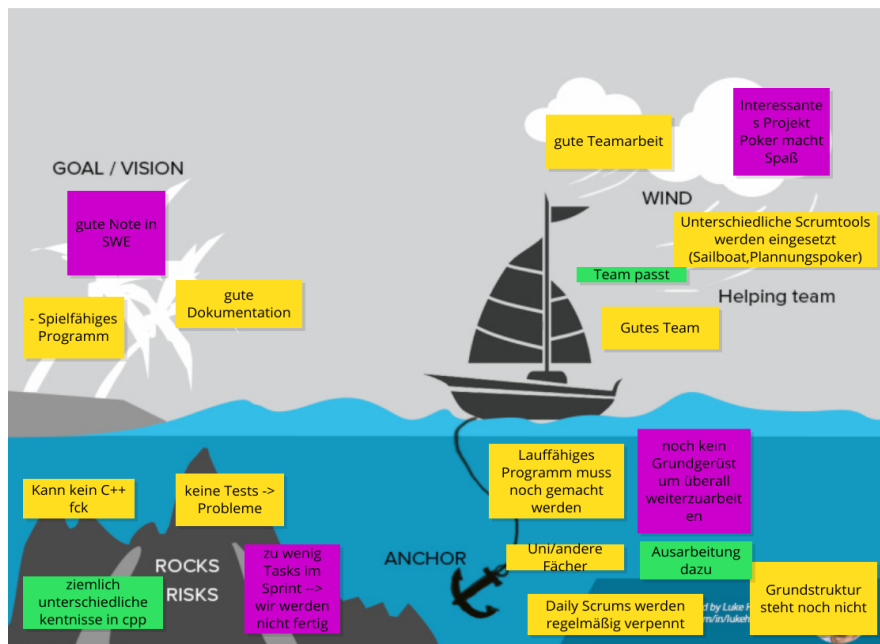 GOAL / VISION
gute Note in
SWE
- Spielfähiges
Programm
gute
Dokumentation
gute Teamarbeit
Interessante
s Projekt
Poker macht
Spaß
WIND
Unterschiedliche Scrumtools
werden eingesetzt
(Sailboat,Plannungspoker)
Team passt
Helping team
Gutes Team
Kann kein C++
fck
keine Tests ->
Probleme
ROCKS
RISKS
ziemlich
unterschiedliche
kentnisse in cpp
zu wenig
Tasks im
Sprint -->
wir werden
nicht fertig
ANCHOR
Lauffähiges
Programm muss
noch gemacht
werden
noch kein
Grundgerüst
um überall
weiterzuarbeit
en
Uni/andere
Fächer
Ausarbeitung
dazu
Daily Scrums werden
regelmäßig verpennt
Grundstruktur
steht noch nicht
d by Luke
m/in/lukeh